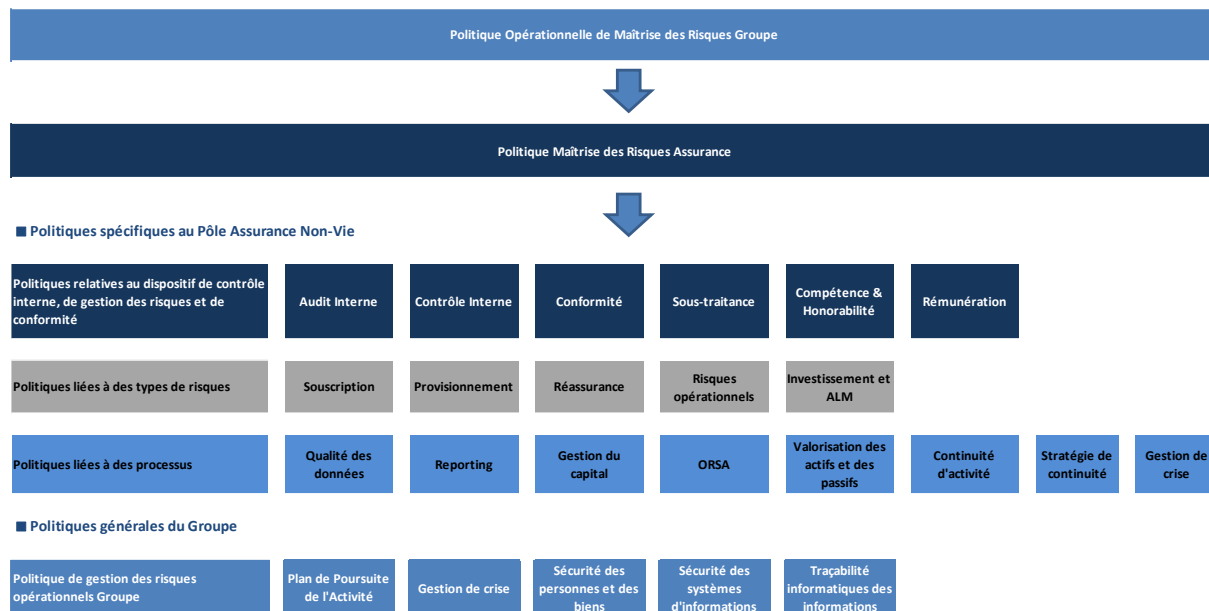 Politique Opérationnelle de Maîtrise des Risques Groupe
Politique Maîtrise des Risques Assurance
■ Politiques spécifiques au Pôle Assurance Non-Vie
Politiques relatives au dispositif de contrôle
interne, de gestion des risques et de
conformité
Audit Interne
Contrôle Interne
Conformité
Sous-traitance
Compétence &
Honorabilité
Rémunération
Politiques liées à des types de risques
Souscription
Provisionnement
Réassurance
Risques
opérationnels
Investissement et
ALM
Politiques liées à des processus
Qualité des
données
Reporting
Gestion du
capital
ORSA
Valorisation des
actifs et des
passifs
Continuité
d'activité
Stratégie de
continuité
Gestion de
crise
■ Politiques générales du Groupe
Politique de gestion des risques
opérationnels Groupe
Plan de Poursuite
de l'Activité
Gestion de crise
Sécurité des
personnes et des
biens
Sécurité des
systèmes
d'informations
Traçabilité
informatiques des
informations